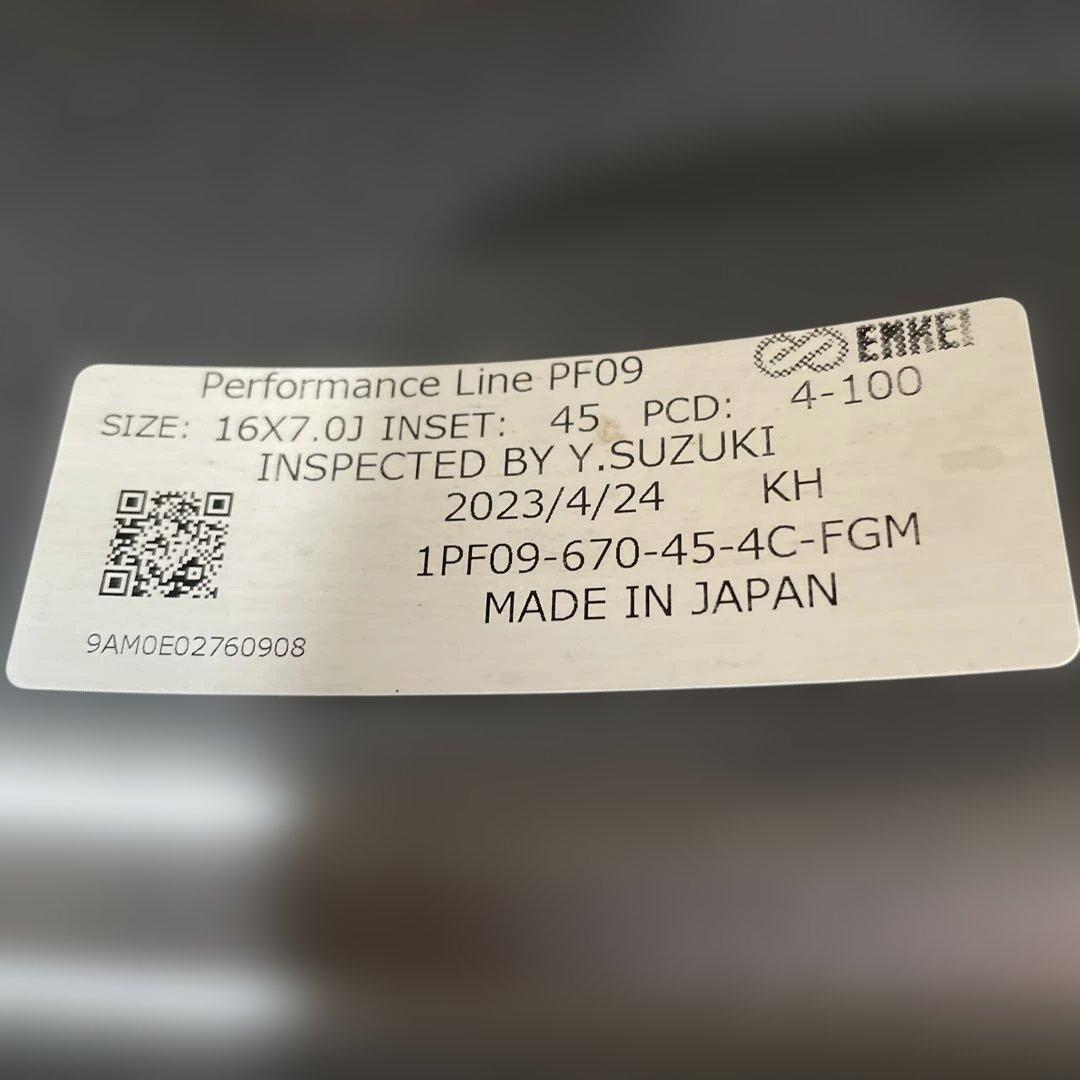 ENKEI
Performance Line PF09
SIZE: 16X7.0J INSET: 45 PCD: 4-100
INSPECTED BY Y.SUZUKI
2023/4/24 KH
1PF09-670-45-4C-FGM
MADE IN JAPAN
9AM0E02760908